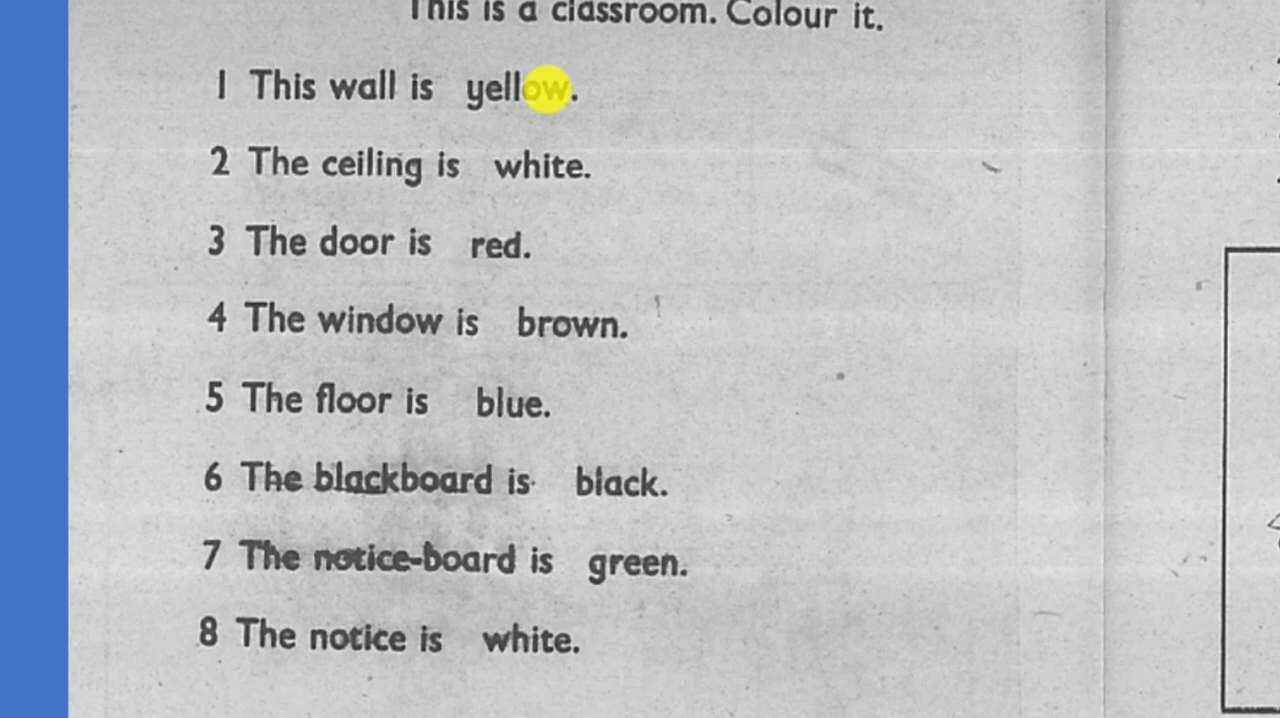 This is a classroom. Colour it.
1 This wall is yellow.
2 The ceiling is white.
3 The door is red.
4 The window is brown.
5 The floor is blue.
6 The blackboard is black.
7 The notice-board is green.
8 The notice is white.